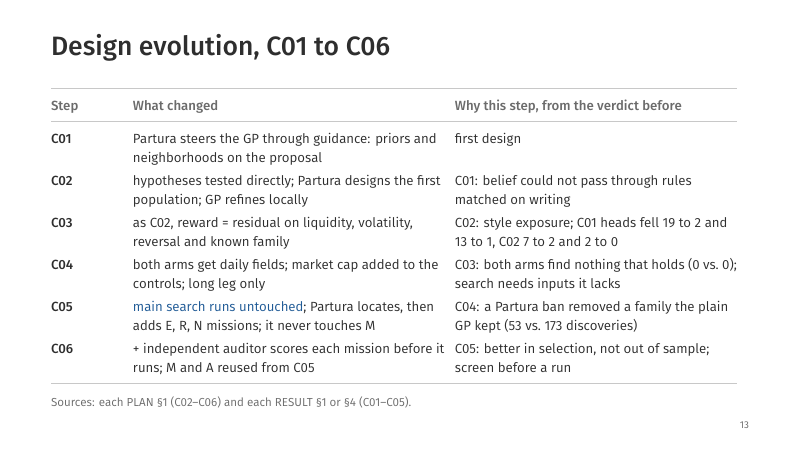 Design evolution, C01 to C06
Step What changed Why this step, from the verdict before
C01 Partura steers the GP through guidance: priors and first design
neighborhoods on the proposal
C02 hypotheses tested directly; Partura designs the first C01: belief could not pass through rules
population; GP refines locally matched on writing
C03 as C02, reward = residual on liquidity, volatility, C02: style exposure; C01 heads fell 19 to 2 and
reversal and known family 13 to 1, C02 7 to 2 and 2 to 0
C04 both arms get daily fields; market cap added to the C03: both arms find nothing that holds (0 vs. 0);
controls; long leg only search needs inputs it lacks
C05 main search runs untouched; Partura locates, then C04: a Partura ban removed a family the plain
adds E, R, N missions; it never touches M GP kept (53 vs. 173 discoveries)
C06 + independent auditor scores each mission before it C05: better in selection, not out of sample;
runs; M and A reused from C05 screen before a run
Sources: each PLAN §1 (C02–C06) and each RESULT §1 or §4 (C01–C05).
13